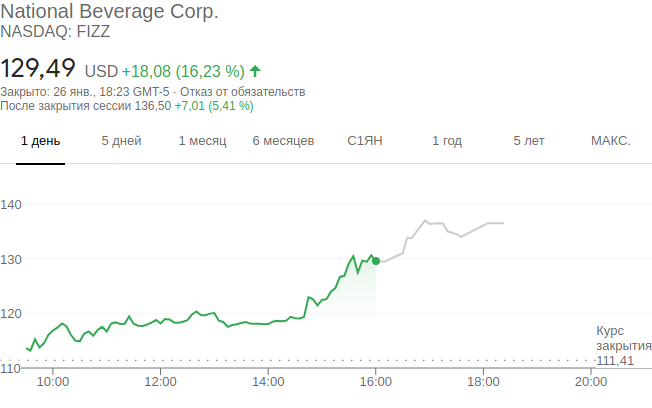 National Beverage Corp.
NASDAQ: FIZZ
129,49 USD +18,08 (16,23 %)
Закрыто: 26 янв., 18:23 GMT-5 · Отказ от обязательств
После закрытия сессии 136,50 +7,01 (5,41 %)
1 день 5 дней 1 месяц 6 месяцев С1ЯН 1 год 5 лет МАКС.
140
130
120
Курс
закрытия
111,41
110
10:00 12:00 14:00 16:00 18:00 20:00